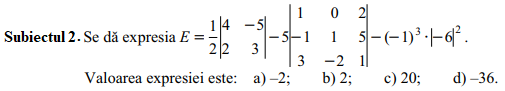 Subiectul 2. Se dă expresia E = 1/2 |4 −5; 2 3| − 5 |1 0 2; −1 1 5; 3 −2 1| − (−1)³ · |−6|² .
Valoarea expresiei este: a) –2; b) 2; c) 20; d) –36.